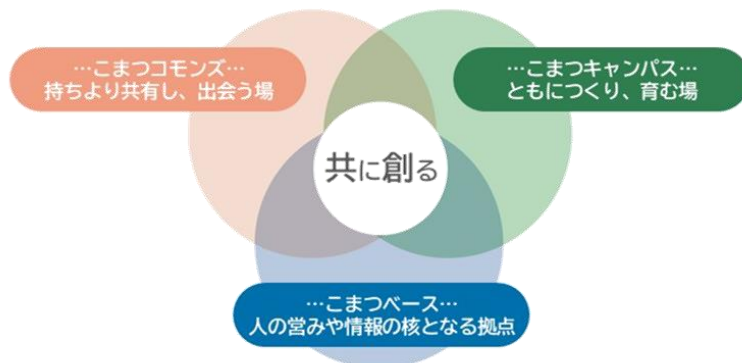 …こまつコモンズ…
持ちより共有し、出会う場
…こまつキャンパス…
ともにつくり、育む場
共に創る
…こまつベース…
人の営みや情報の核となる拠点